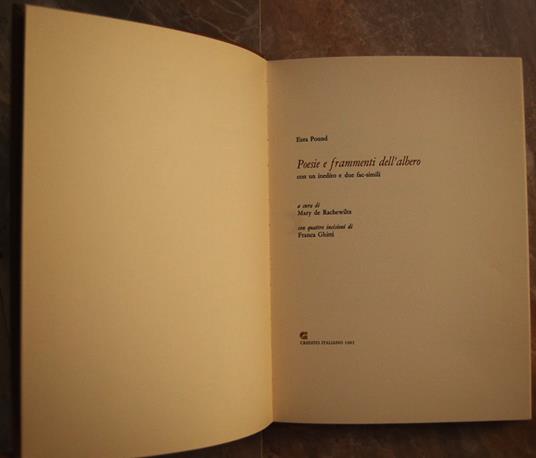 Ezra Pound
Poesie e frammenti dell'albero
con un inedito e due fac-simili
a cura di
Mary de Rachewiltz
con quattro incisioni di
Franca Ghitti
CREDITO ITALIANO